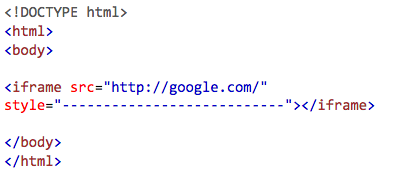 <!DOCTYPE html>
<html>
<body>
<iframe src="http://google.com/"
style="---------------------------"></iframe>
</body>
</html>